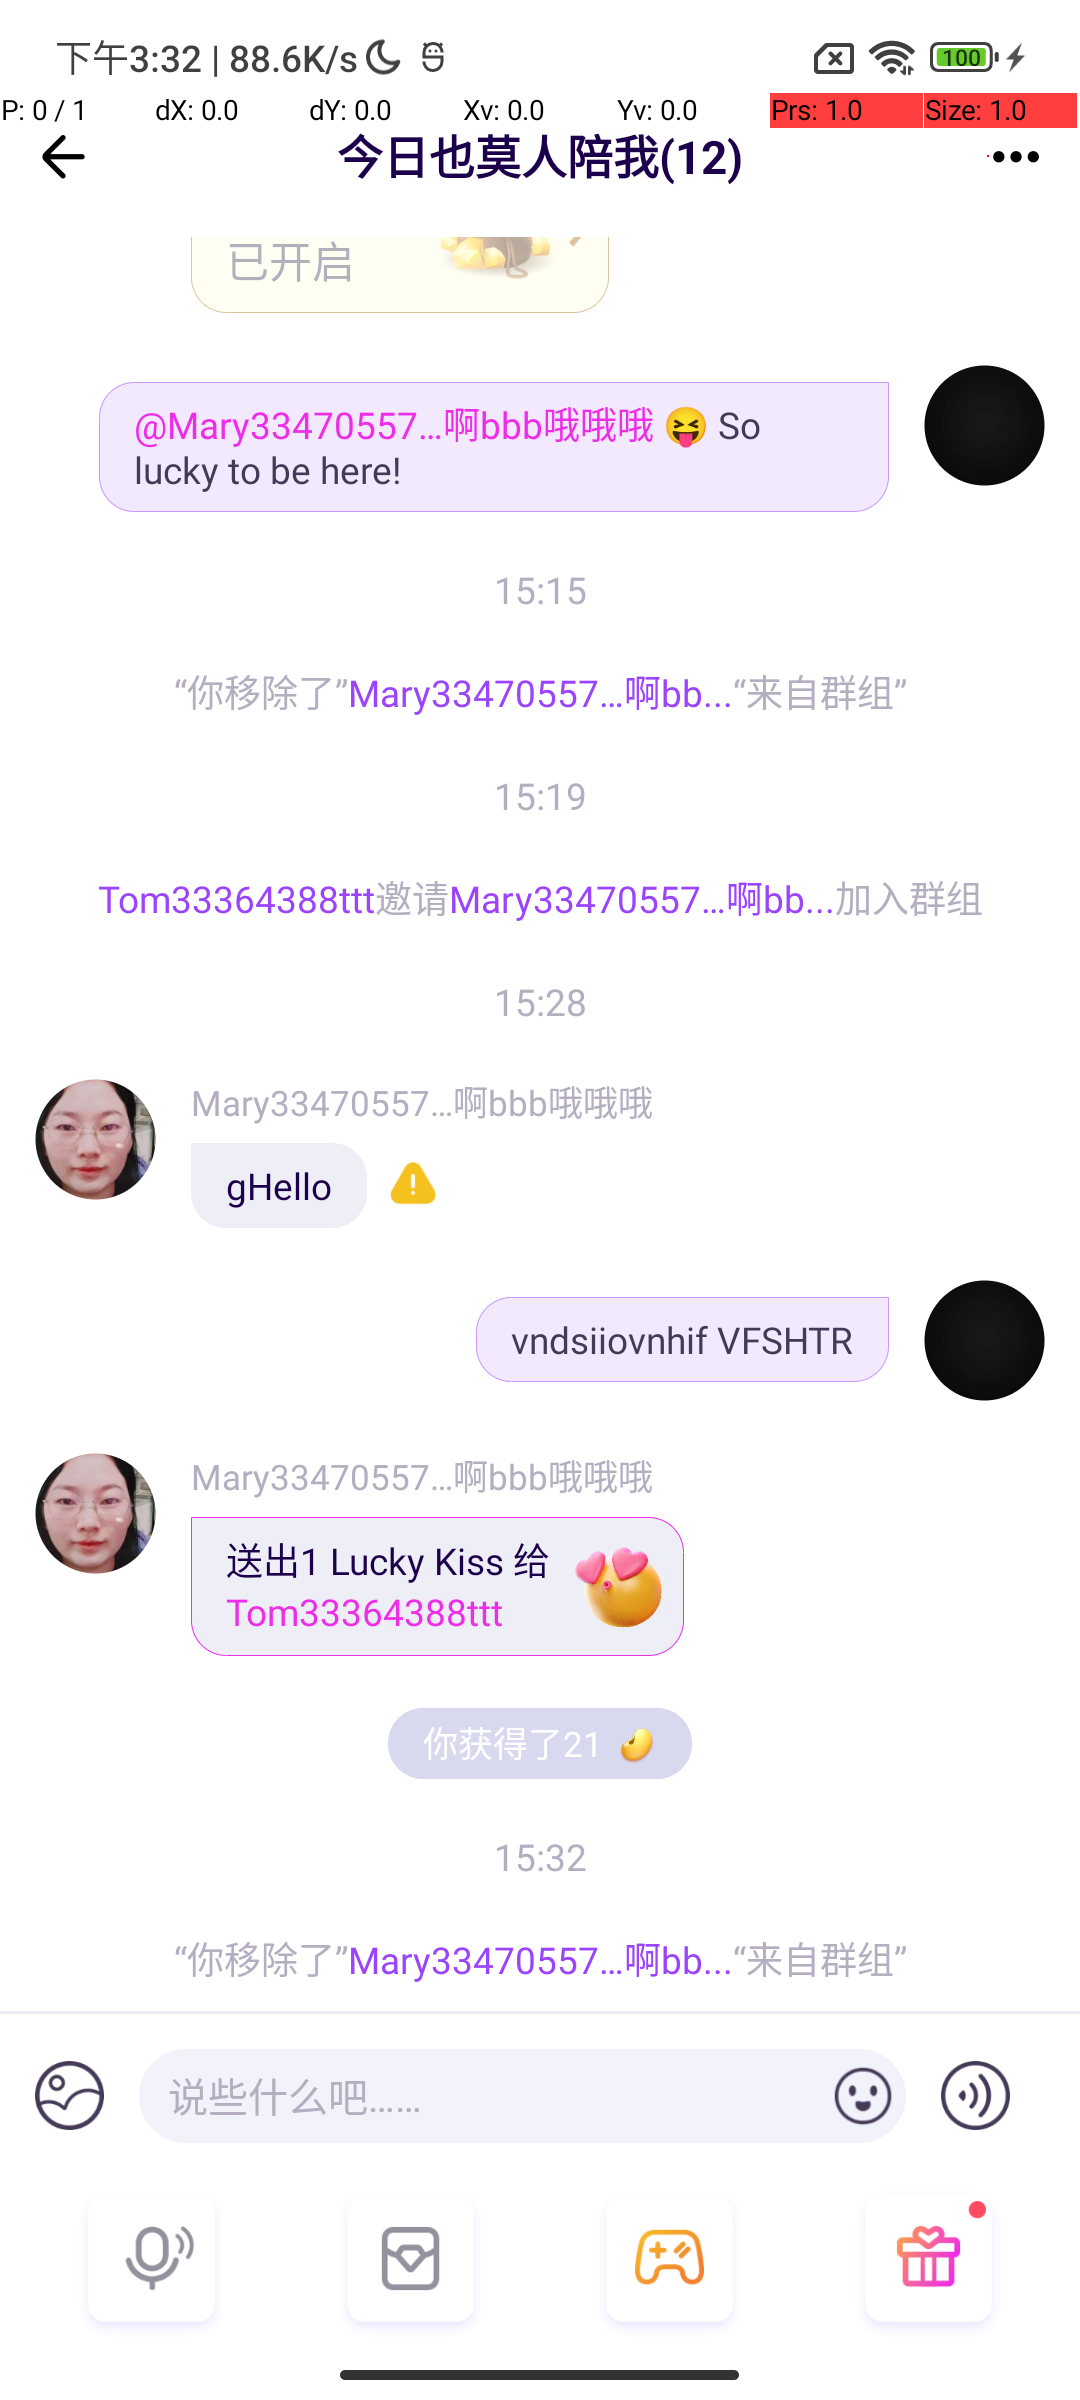 下午3:32 | 88.6K/s
100
P: 0 / 1 dX: 0.0 dY: 0.0 Xv: 0.0 Yv: 0.0 Prs: 1.0 Size: 1.0
今日也莫人陪我(12)
已开启
@Mary33470557...啊bbb哦哦哦 😝 So
lucky to be here!
15:15
“你移除了”Mary33470557...啊bb...“来自群组”
15:19
Tom33364388ttt邀请Mary33470557...啊bb...加入群组
15:28
Mary33470557...啊bbb哦哦哦
gHello
vndsiiovnhif VFSHTR
Mary33470557...啊bbb哦哦哦
送出1 Lucky Kiss 给
Tom33364388ttt
你获得了21
15:32
“你移除了”Mary33470557...啊bb...“来自群组”
说些什么吧……